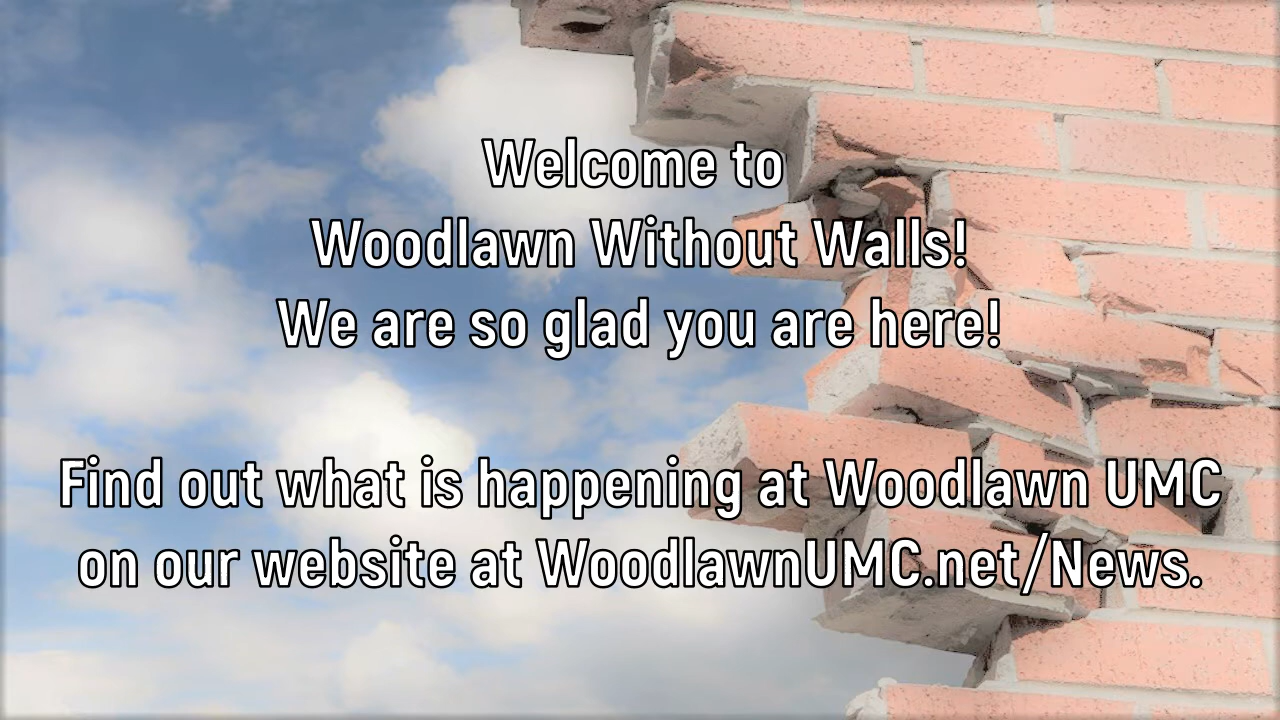 Welcome to
Woodlawn Without Walls!
We are so glad you are here!
Find out what is happening at Woodlawn UMC
on our website at WoodlawnUMC.net/News.